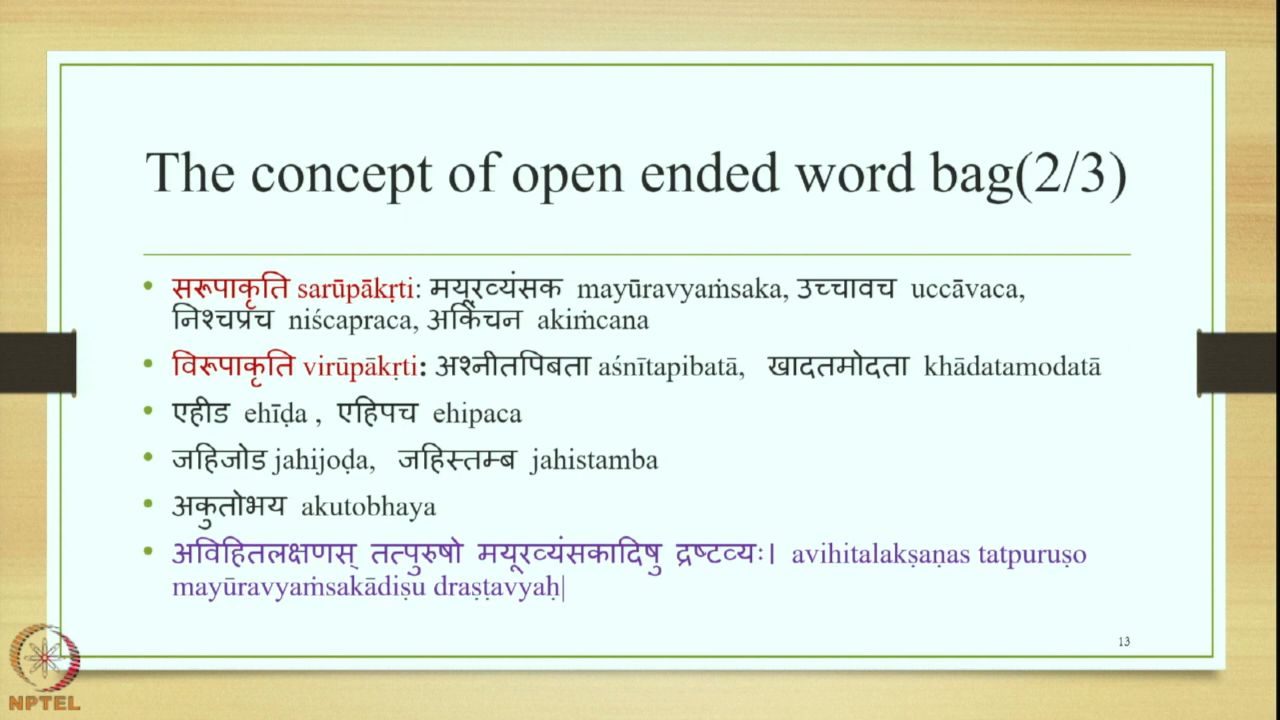 The concept of open ended word bag(2/3)
• सरूपाकृति sarūpākṛti: मयूरव्यंसक mayūravyaṁsaka, उच्चावच uccāvaca,
निश्चप्रच niścapraca, अकिंचन akiṁcana
• विरूपाकृति virūpākṛti: अश्नीतपिबता aśnītapibatā, खादतमोदता khādatamodatā
• एहीड ehīḍa , एहिपच ehipaca
• जहिजोड jahijoḍa, जहिस्तम्ब jahistamba
• अकुतोभय akutobhaya
• अविहितलक्षणस् तत्पुरुषो मयूरव्यंसकादिषु द्रष्टव्यः। avihitalakṣaṇas tatpuruṣo
mayūravyaṁsakādiṣu draṣṭavyaḥ|
13
NPTEL